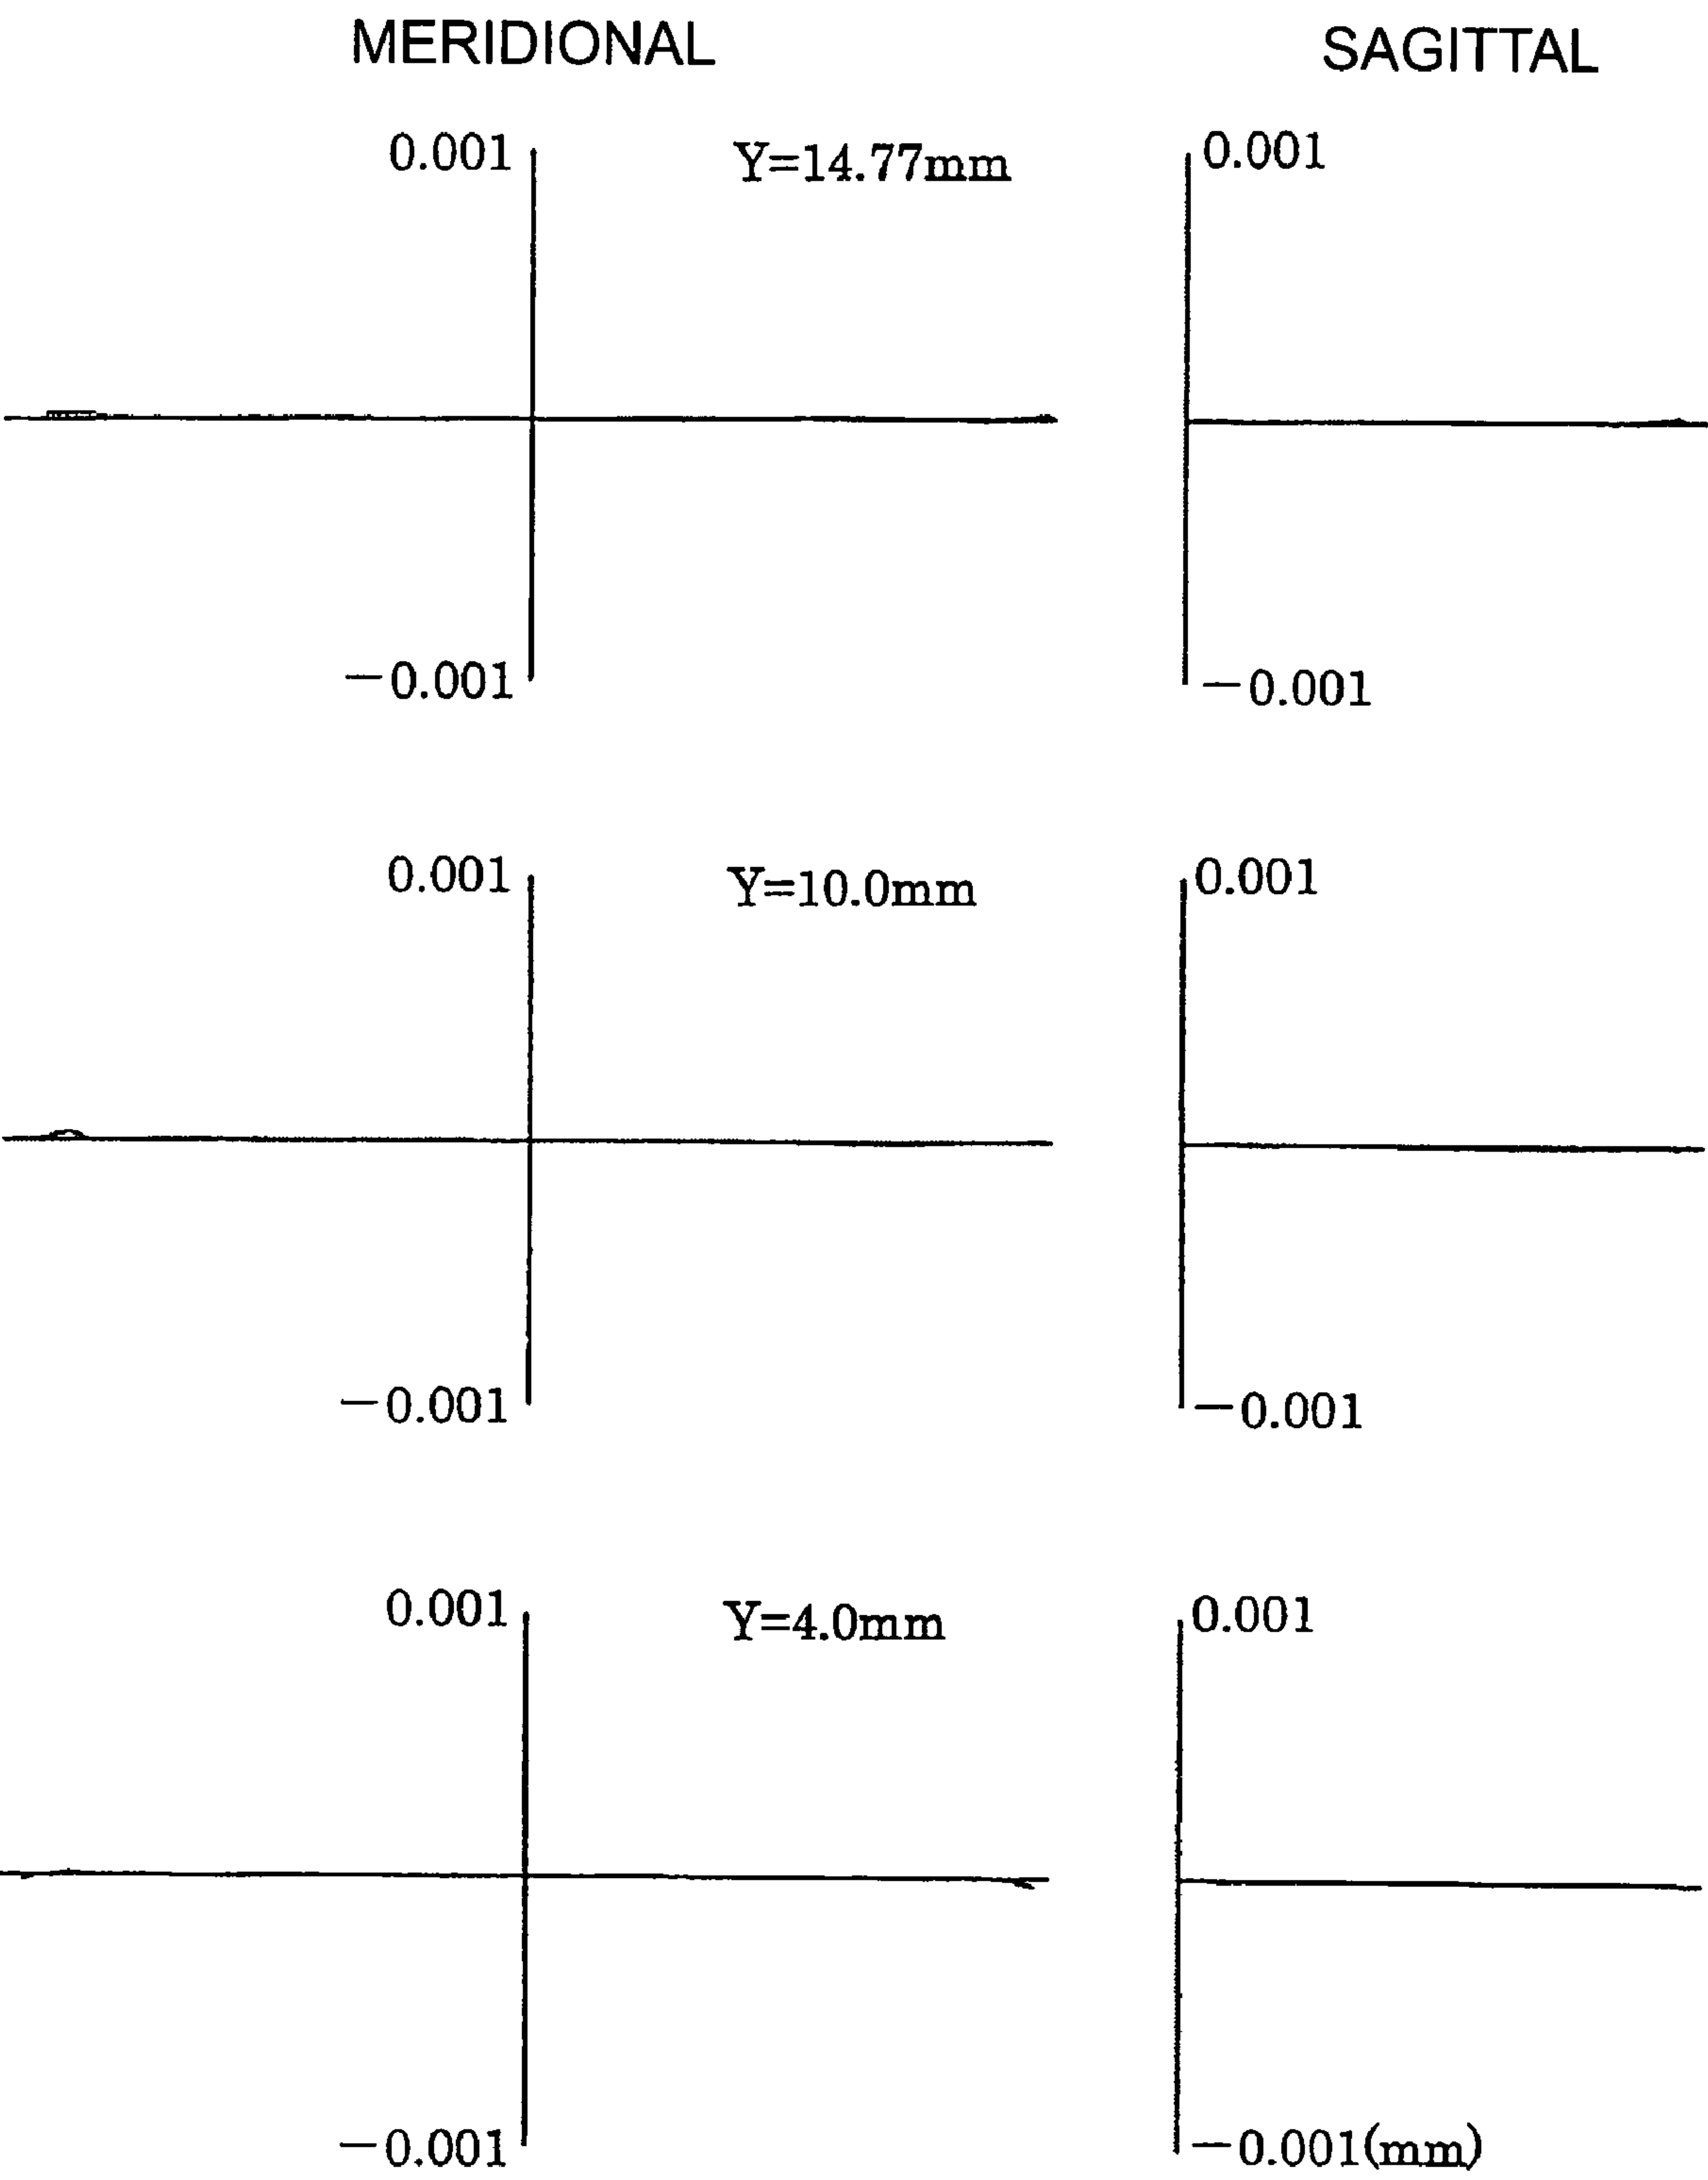 MERIDIONAL SAGITTAL
0.001 Y=14.77mm 0.001
−0.001 −0.001
0.001 Y=10.0mm 0.001
−0.001 −0.001
0.001 Y=4.0mm 0.001
−0.001 −0.001(mm)